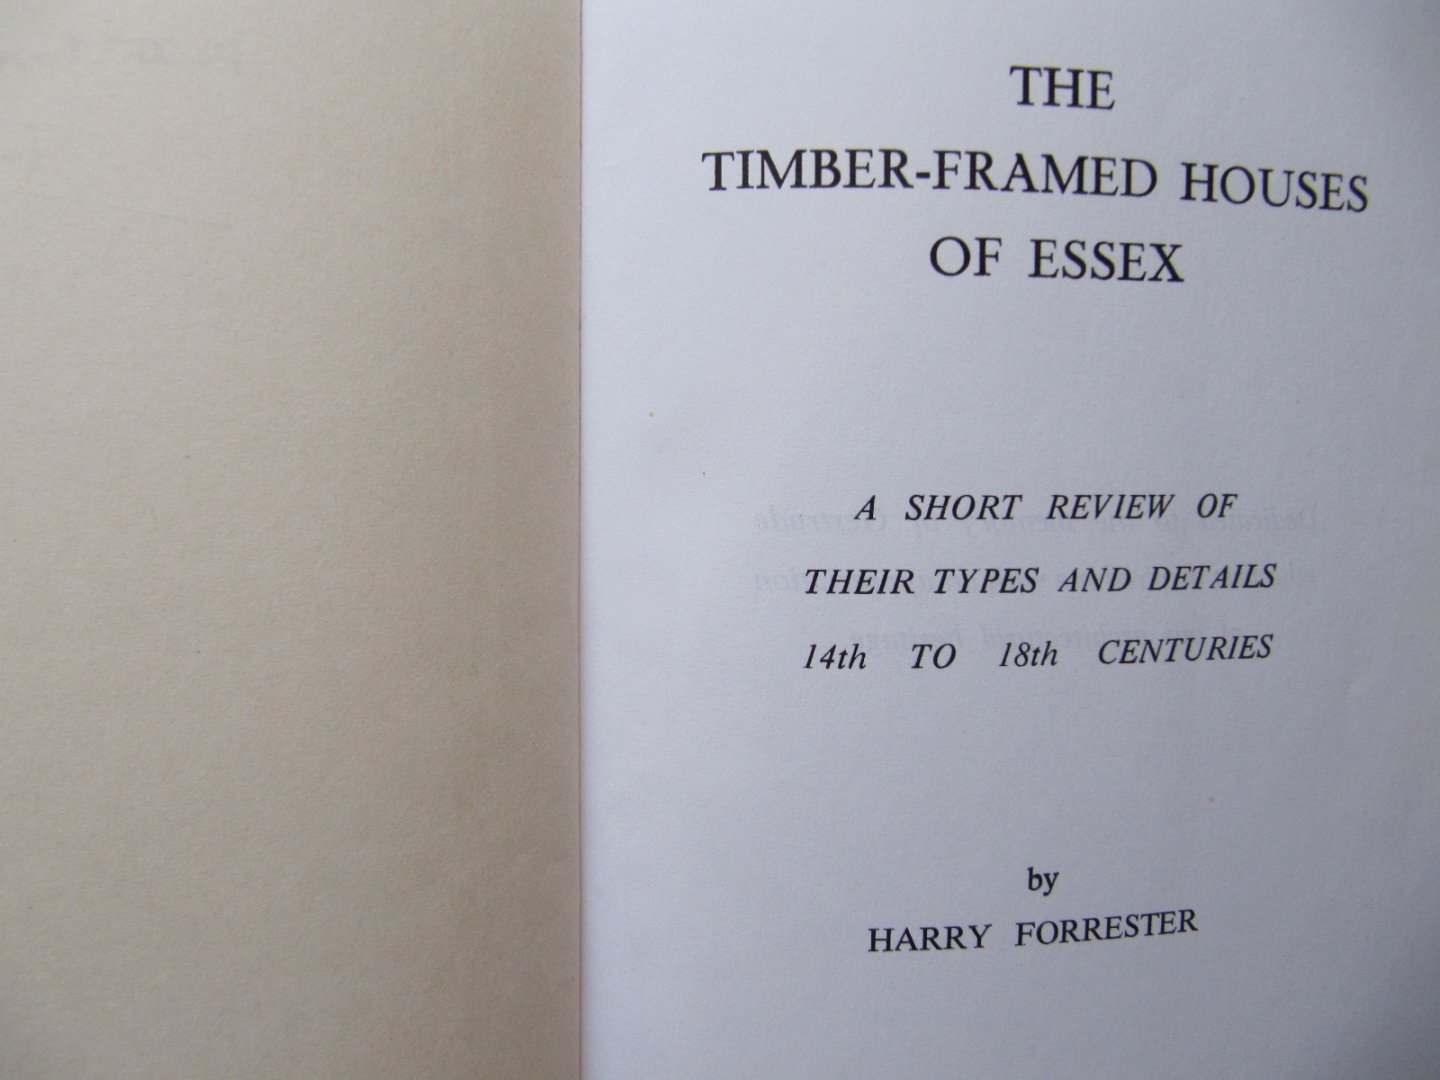 THE
TIMBER-FRAMED HOUSES
OF ESSEX
A SHORT REVIEW OF
THEIR TYPES AND DETAILS
14th TO 18th CENTURIES
by
HARRY FORRESTER